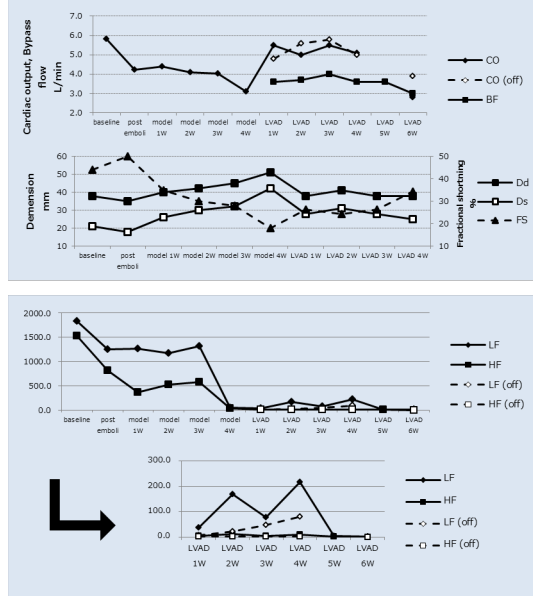 Cardiac output, Bypass
flow
L/min
7.0
6.0
5.0
4.0
3.0
2.0
baseline post model model model model LVAD LVAD LVAD LVAD LVAD LVAD
emboli 1W 2W 3W 4W 1W 2W 3W 4W 5W 6W
CO
CO (off)
BF
Demension
mm
60
50
40
30
20
10
50
40
30
20
10
Fractional shortning
%
baseline post model 1W model 2W model 3W model 4W LVAD 1W LVAD 2W LVAD 3W LVAD 4W
emboli
Dd
Ds
FS
2000.0
1500.0
1000.0
500.0
0.0
baseline post model model model model LVAD LVAD LVAD LVAD LVAD LVAD
emboli 1W 2W 3W 4W 1W 2W 3W 4W 5W 6W
LF
HF
LF (off)
HF (off)
300.0
200.0
100.0
0.0
LVAD LVAD LVAD LVAD LVAD LVAD
1W 2W 3W 4W 5W 6W
LF
HF
LF (off)
HF (off)